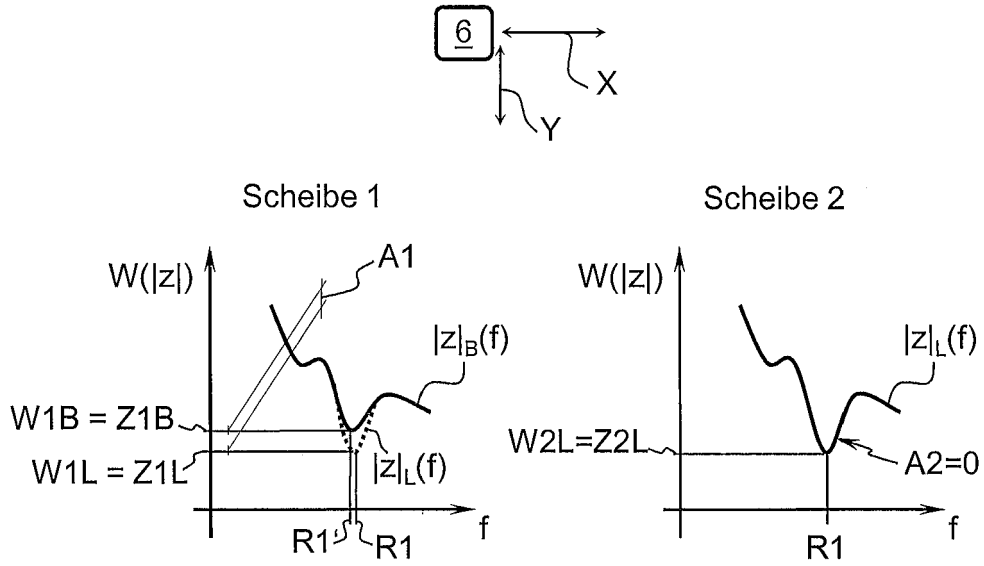 6
X
Y
Scheibe 1
Scheibe 2
W(|z|)
A1
|z|B(f)
W1B = Z1B
W1L = Z1L
|z|L(f)
R1'
R1
f
W(|z|)
|z|L(f)
W2L=Z2L
A2=0
R1
f